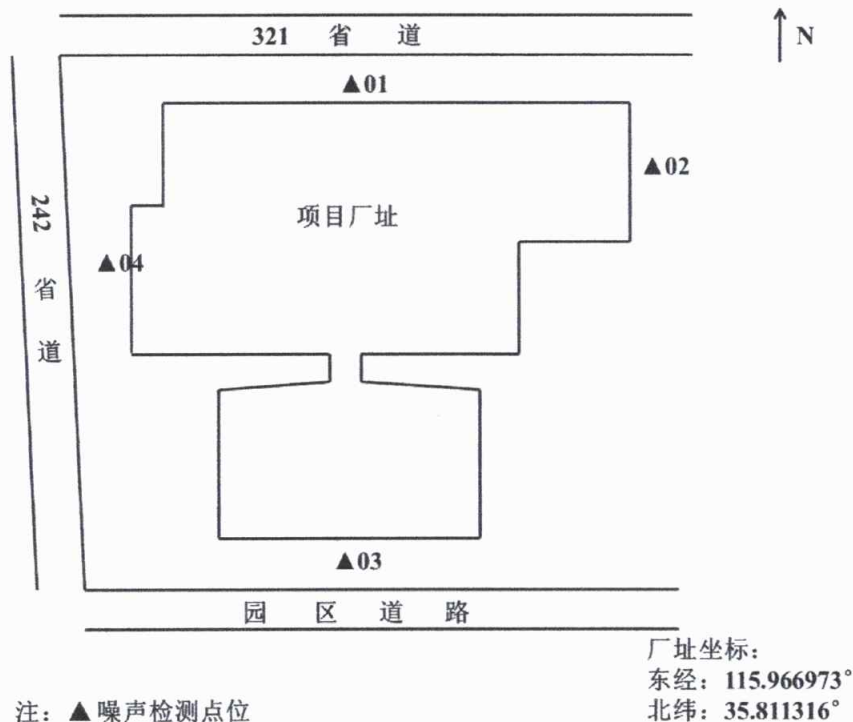 321 省 道
N
▲01
▲02
项目厂址
242 省 道
▲04
▲03
园 区 道 路
厂址坐标：
东经：115.966973°
北纬：35.811316°
注：▲噪声检测点位